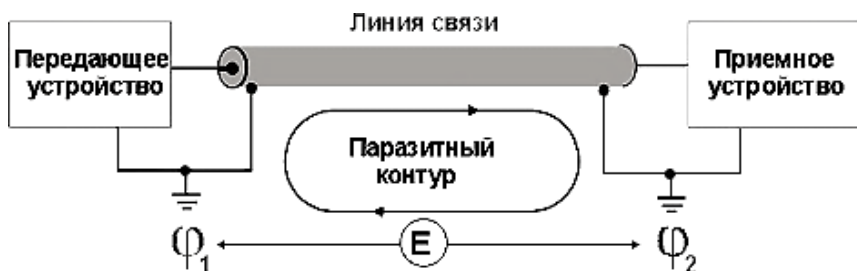 Линия связи
Передающее
устройство
Приемное
устройство
Паразитный
контур
φ1
E
φ2